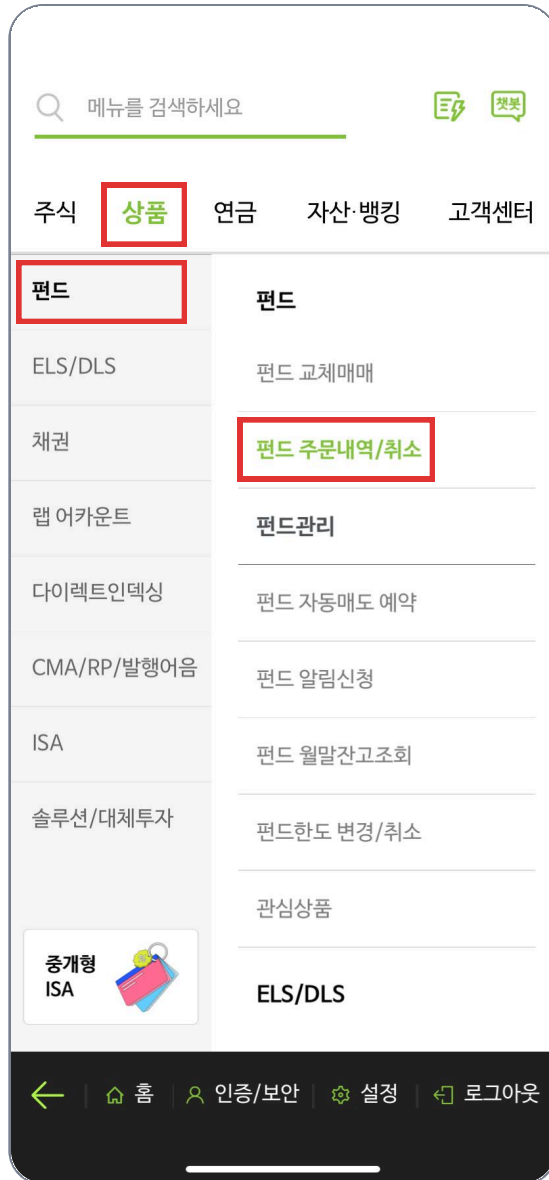 메뉴를 검색하세요
챗봇
주식 상품 연금 자산·뱅킹 고객센터
펀드
ELS/DLS
채권
랩 어카운트
다이렉트인덱싱
CMA/RP/발행어음
ISA
솔루션/대체투자
중개형
ISA
펀드
펀드 교체매매
펀드 주문내역/취소
펀드관리
펀드 자동매도 예약
펀드 알림신청
펀드 월말잔고조회
펀드한도 변경/취소
관심상품
ELS/DLS
홈 인증/보안 설정 로그아웃